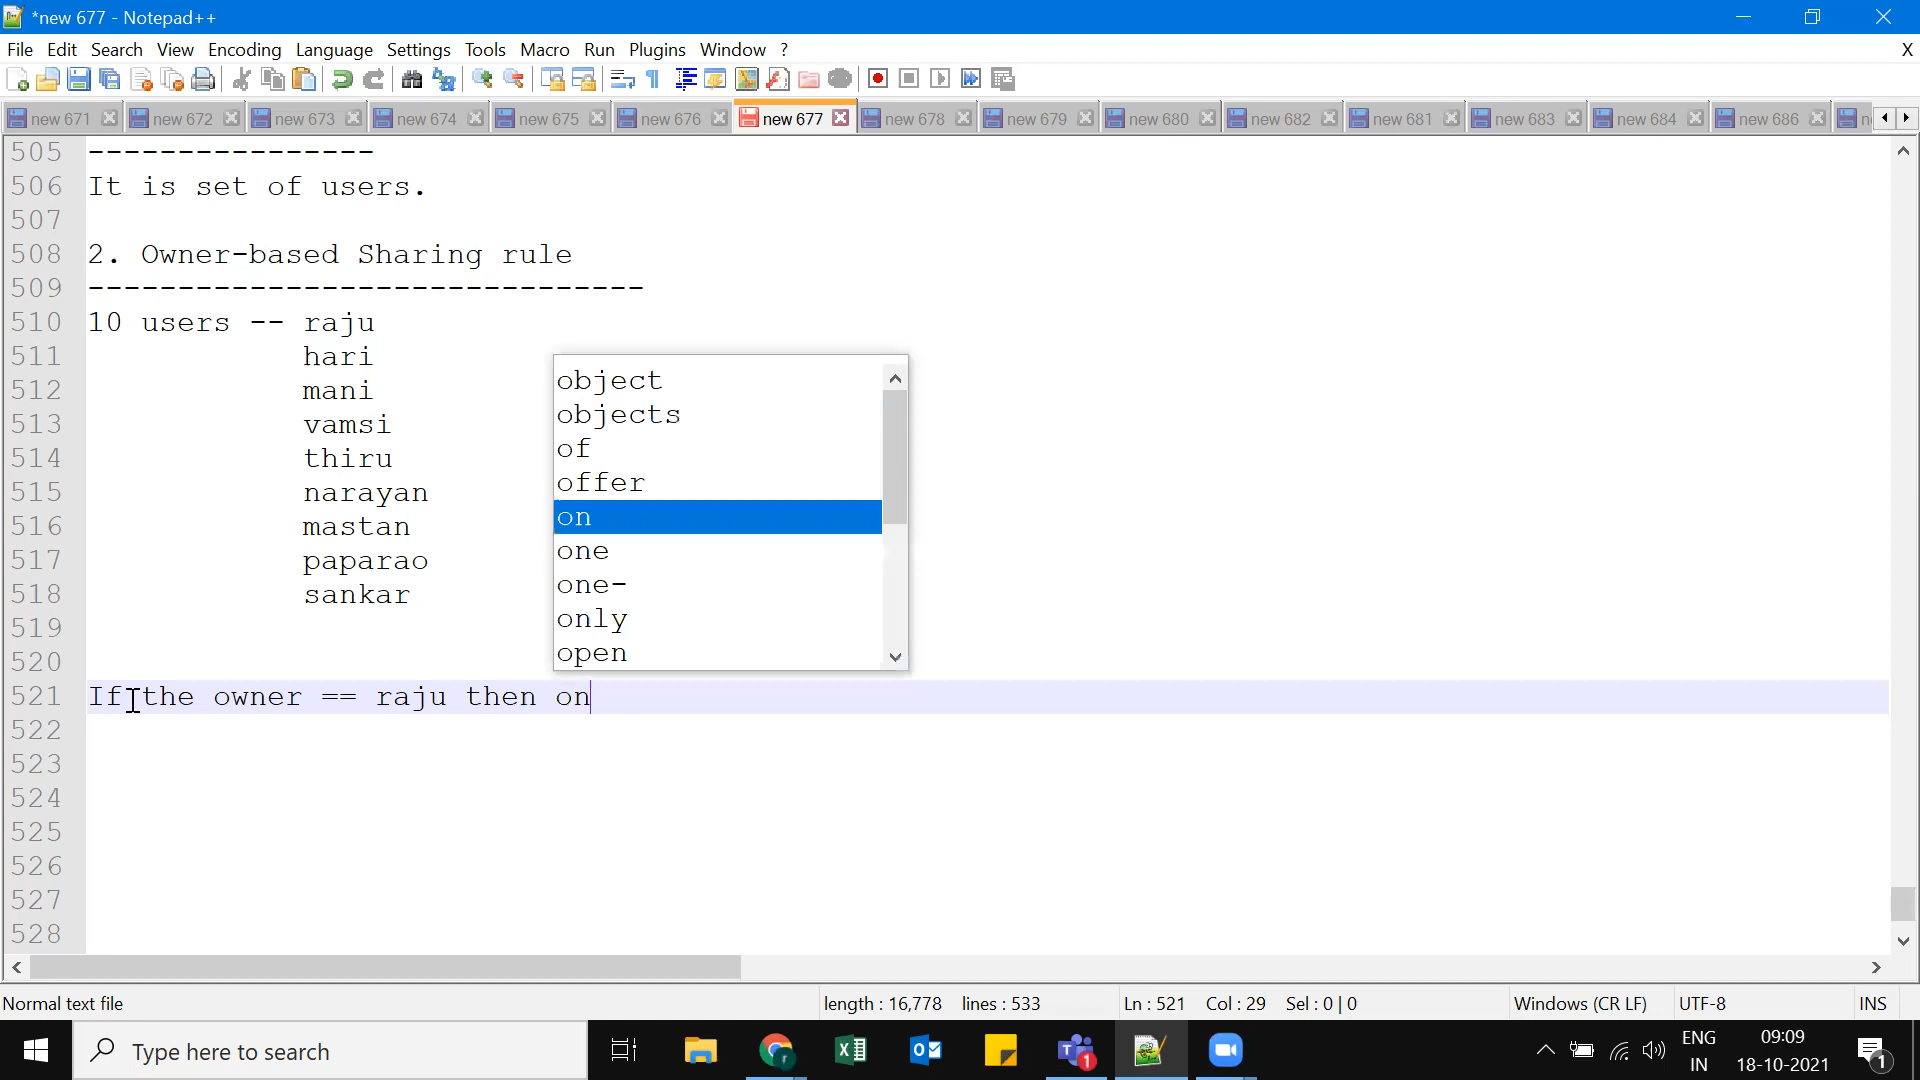 *new 677 - Notepad++
File Edit Search View Encoding Language Settings Tools Macro Run Plugins Window ? X
new 671 new 672 new 673 new 674 new 675 new 676 new 677 new 678 new 679 new 680 new 682 new 681 new 683 new 684 new 686
505 ----------------
506 It is set of users.
507
508 2. Owner-based Sharing rule
509 -------------------------------
510 10 users -- raju
511 hari
512 mani
513 vamsi
514 thiru
515 narayan
516 mastan
517 paparao
518 sankar
519
520
object
objects
of
offer
on
one
one-
only
open
521 If the owner == raju then on
522
523
524
525
526
527
528
Normal text file length : 16,778 lines : 533 Ln : 521 Col : 29 Sel : 0 | 0 Windows (CR LF) UTF-8 INS
Type here to search
ENG 09:09
IN 18-10-2021
1
1